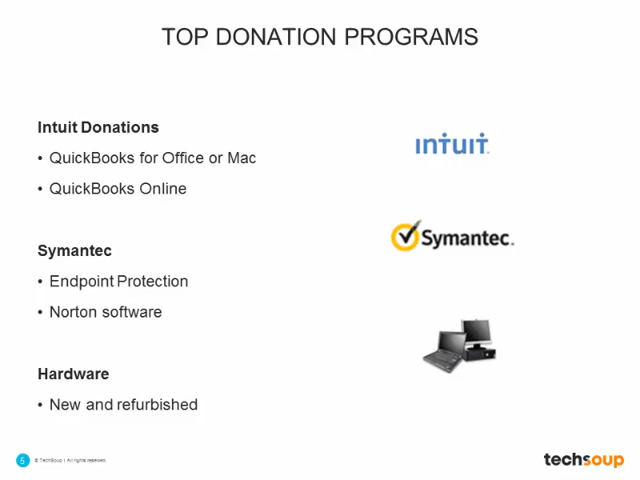 TOP DONATION PROGRAMS
Intuit Donations
• QuickBooks for Office or Mac
• QuickBooks Online
Symantec
• Endpoint Protection
• Norton software
Hardware
• New and refurbished
intuit.
Symantec.
5
© TechSoup | All rights reserved
techsoup